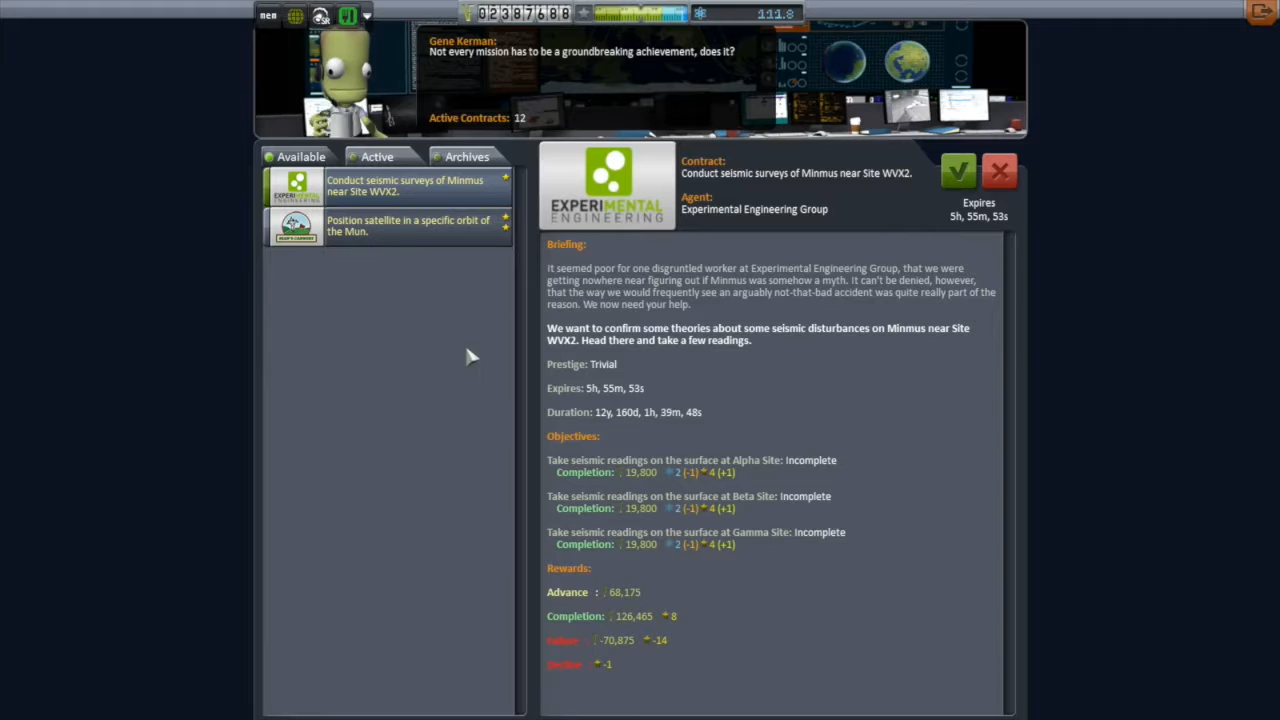 men
SR
02387688
111.8
Gene Kerman:
Not every mission has to be a groundbreaking achievement, does it?
Active Contracts: 12
Available
Active
Archives
Conduct seismic surveys of Minmus
near Site WVX2.
EXPERIMENTAL
ENGINEERING
Position satellite in a specific orbit of
the Mun.
EXPERIMENTAL
ENGINEERING
Contract:
Conduct seismic surveys of Minmus near Site WVX2.
Agent:
Experimental Engineering Group
Expires
5h, 55m, 53s
Briefing:
It seemed poor for one disgruntled worker at Experimental Engineering Group, that we were
getting nowhere near figuring out if Minmus was somehow a myth. It can't be denied, however,
that the way we would frequently see an arguably not-that-bad accident was quite really part of the
reason. We now need your help.
We want to confirm some theories about some seismic disturbances on Minmus near Site
WVX2. Head there and take a few readings.
Prestige: Trivial
Expires: 5h, 55m, 53s
Duration: 12y, 160d, 1h, 39m, 48s
Objectives:
Take seismic readings on the surface at Alpha Site: Incomplete
Completion: 19,800 2 (-1) 4 (+1)
Take seismic readings on the surface at Beta Site: Incomplete
Completion: 19,800 2 (-1) 4 (+1)
Take seismic readings on the surface at Gamma Site: Incomplete
Completion: 19,800 2 (-1) 4 (+1)
Rewards:
Advance : 68,175
Completion: 126,465 8
Failure : -70,875 -14
Decline : -1